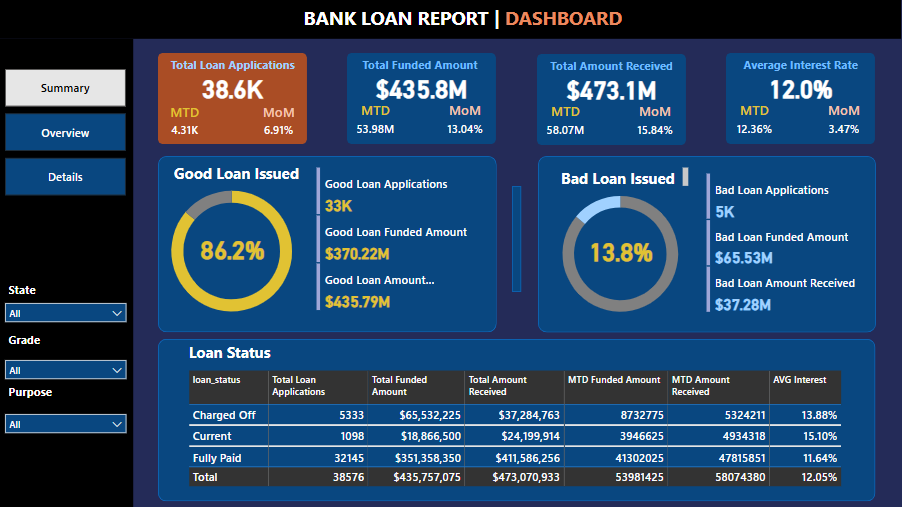 BANK LOAN REPORT | DASHBOARD
Summary
Overview
Details
State
All
Grade
All
Purpose
All
Total Loan Applications
38.6K
MTD MoM
4.31K 6.91%
Total Funded Amount
$435.8M
MTD MoM
53.98M 13.04%
Total Amount Received
$473.1M
MTD MoM
58.07M 15.84%
Average Interest Rate
12.0%
MTD MoM
12.36% 3.47%
Good Loan Issued
86.2%
Good Loan Applications
33K
Good Loan Funded Amount
$370.22M
Good Loan Amount...
$435.79M
Bad Loan Issued
13.8%
Bad Loan Applications
5K
Bad Loan Funded Amount
$65.53M
Bad Loan Amount Received
$37.28M
Loan Status
loan_status Total Loan Total Funded Total Amount MTD Funded Amount MTD Amount AVG Interest
Applications Amount Received Received
Charged Off 5333 $65,532,225 $37,284,763 8732775 5324211 13.88%
Current 1098 $18,866,500 $24,199,914 3946625 4934318 15.10%
Fully Paid 32145 $351,358,350 $411,586,256 41302025 47815851 11.64%
Total 38576 $435,757,075 $473,070,933 53981425 58074380 12.05%